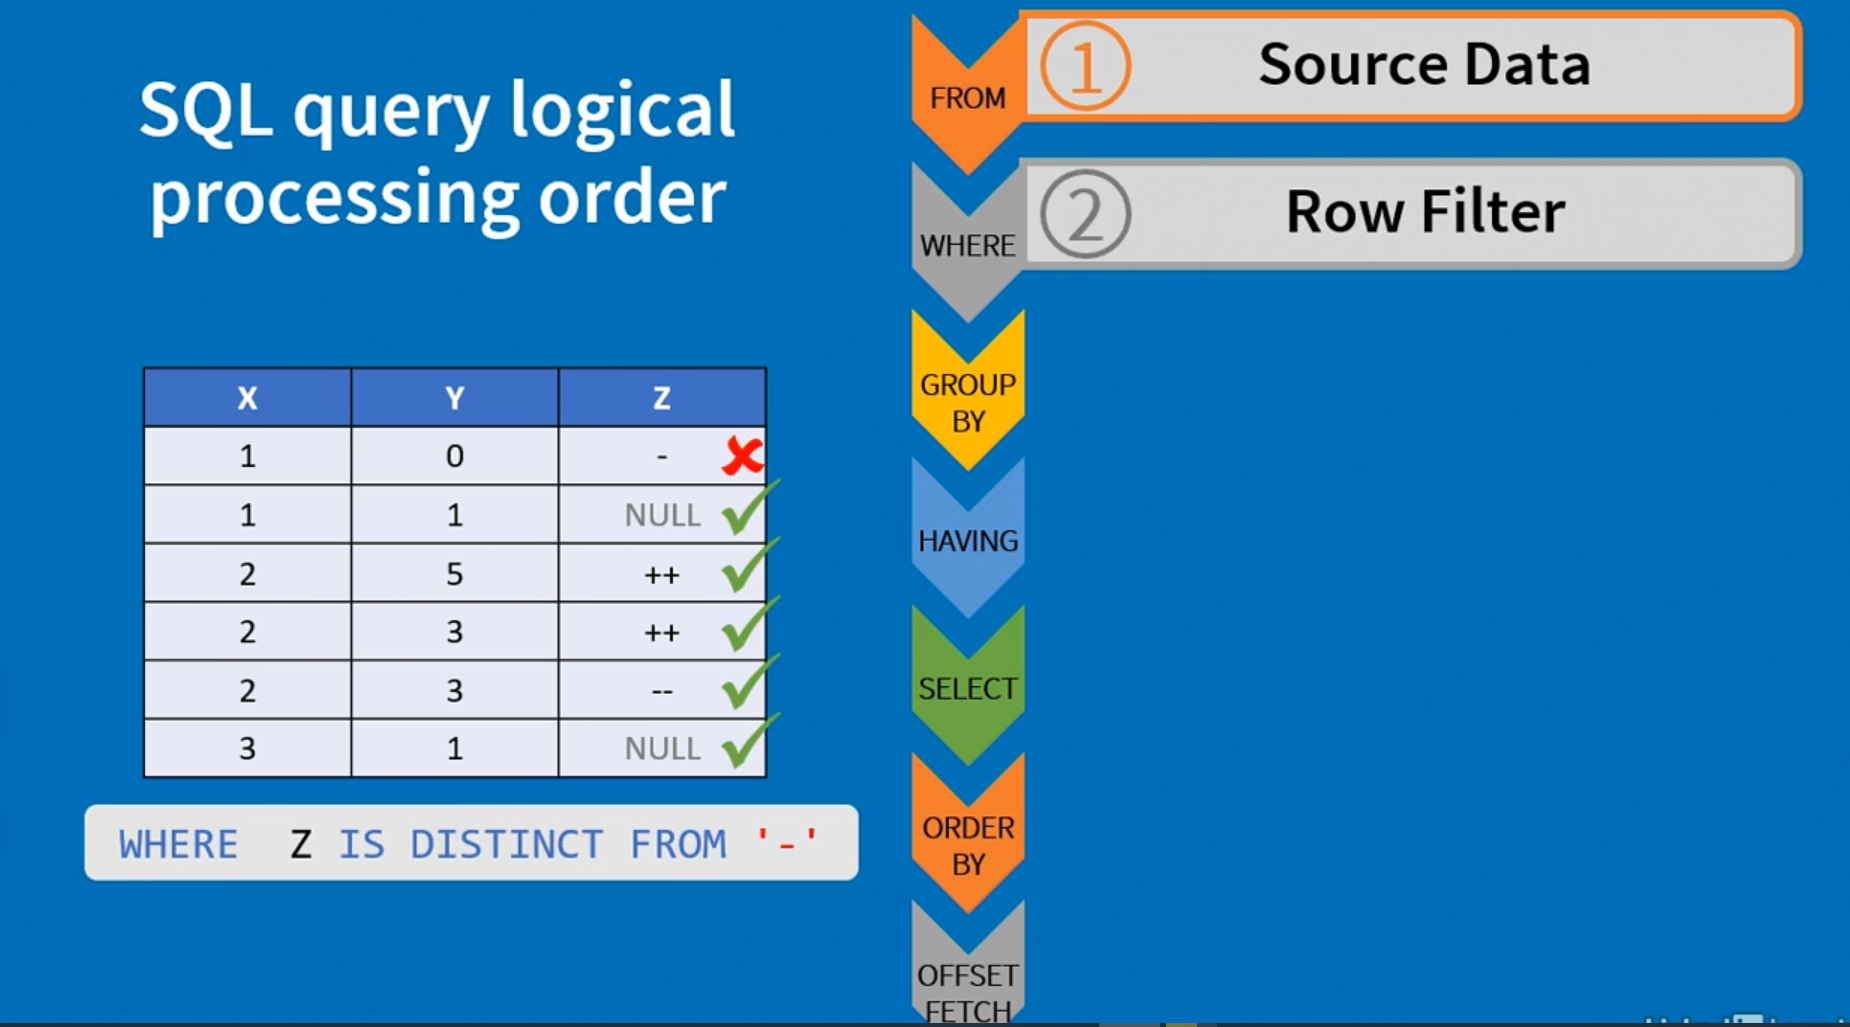 SQL query logical
processing order
X Y Z
1 0 -
1 1 NULL
2 5 ++
2 3 ++
2 3 --
3 1 NULL
WHERE Z IS DISTINCT FROM '-'
FROM
1 Source Data
WHERE
2 Row Filter
GROUP
BY
HAVING
SELECT
ORDER
BY
OFFSET
FETCH